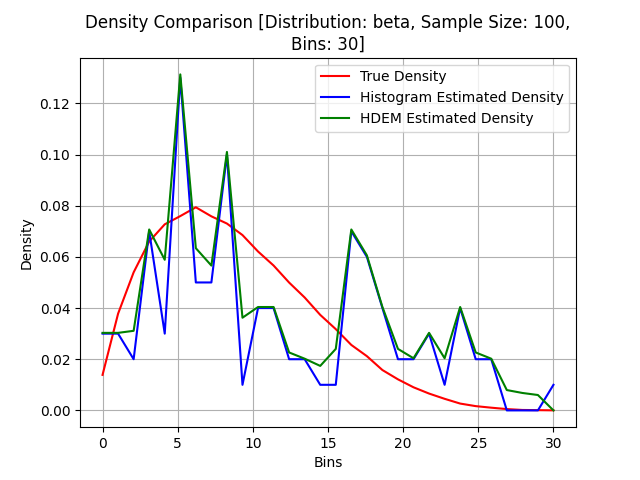 Density Comparison [Distribution: beta, Sample Size: 100,
Bins: 30]
True Density
Histogram Estimated Density
HDEM Estimated Density
Density
0.12
0.10
0.08
0.06
0.04
0.02
0.00
0 5 10 15 20 25 30
Bins